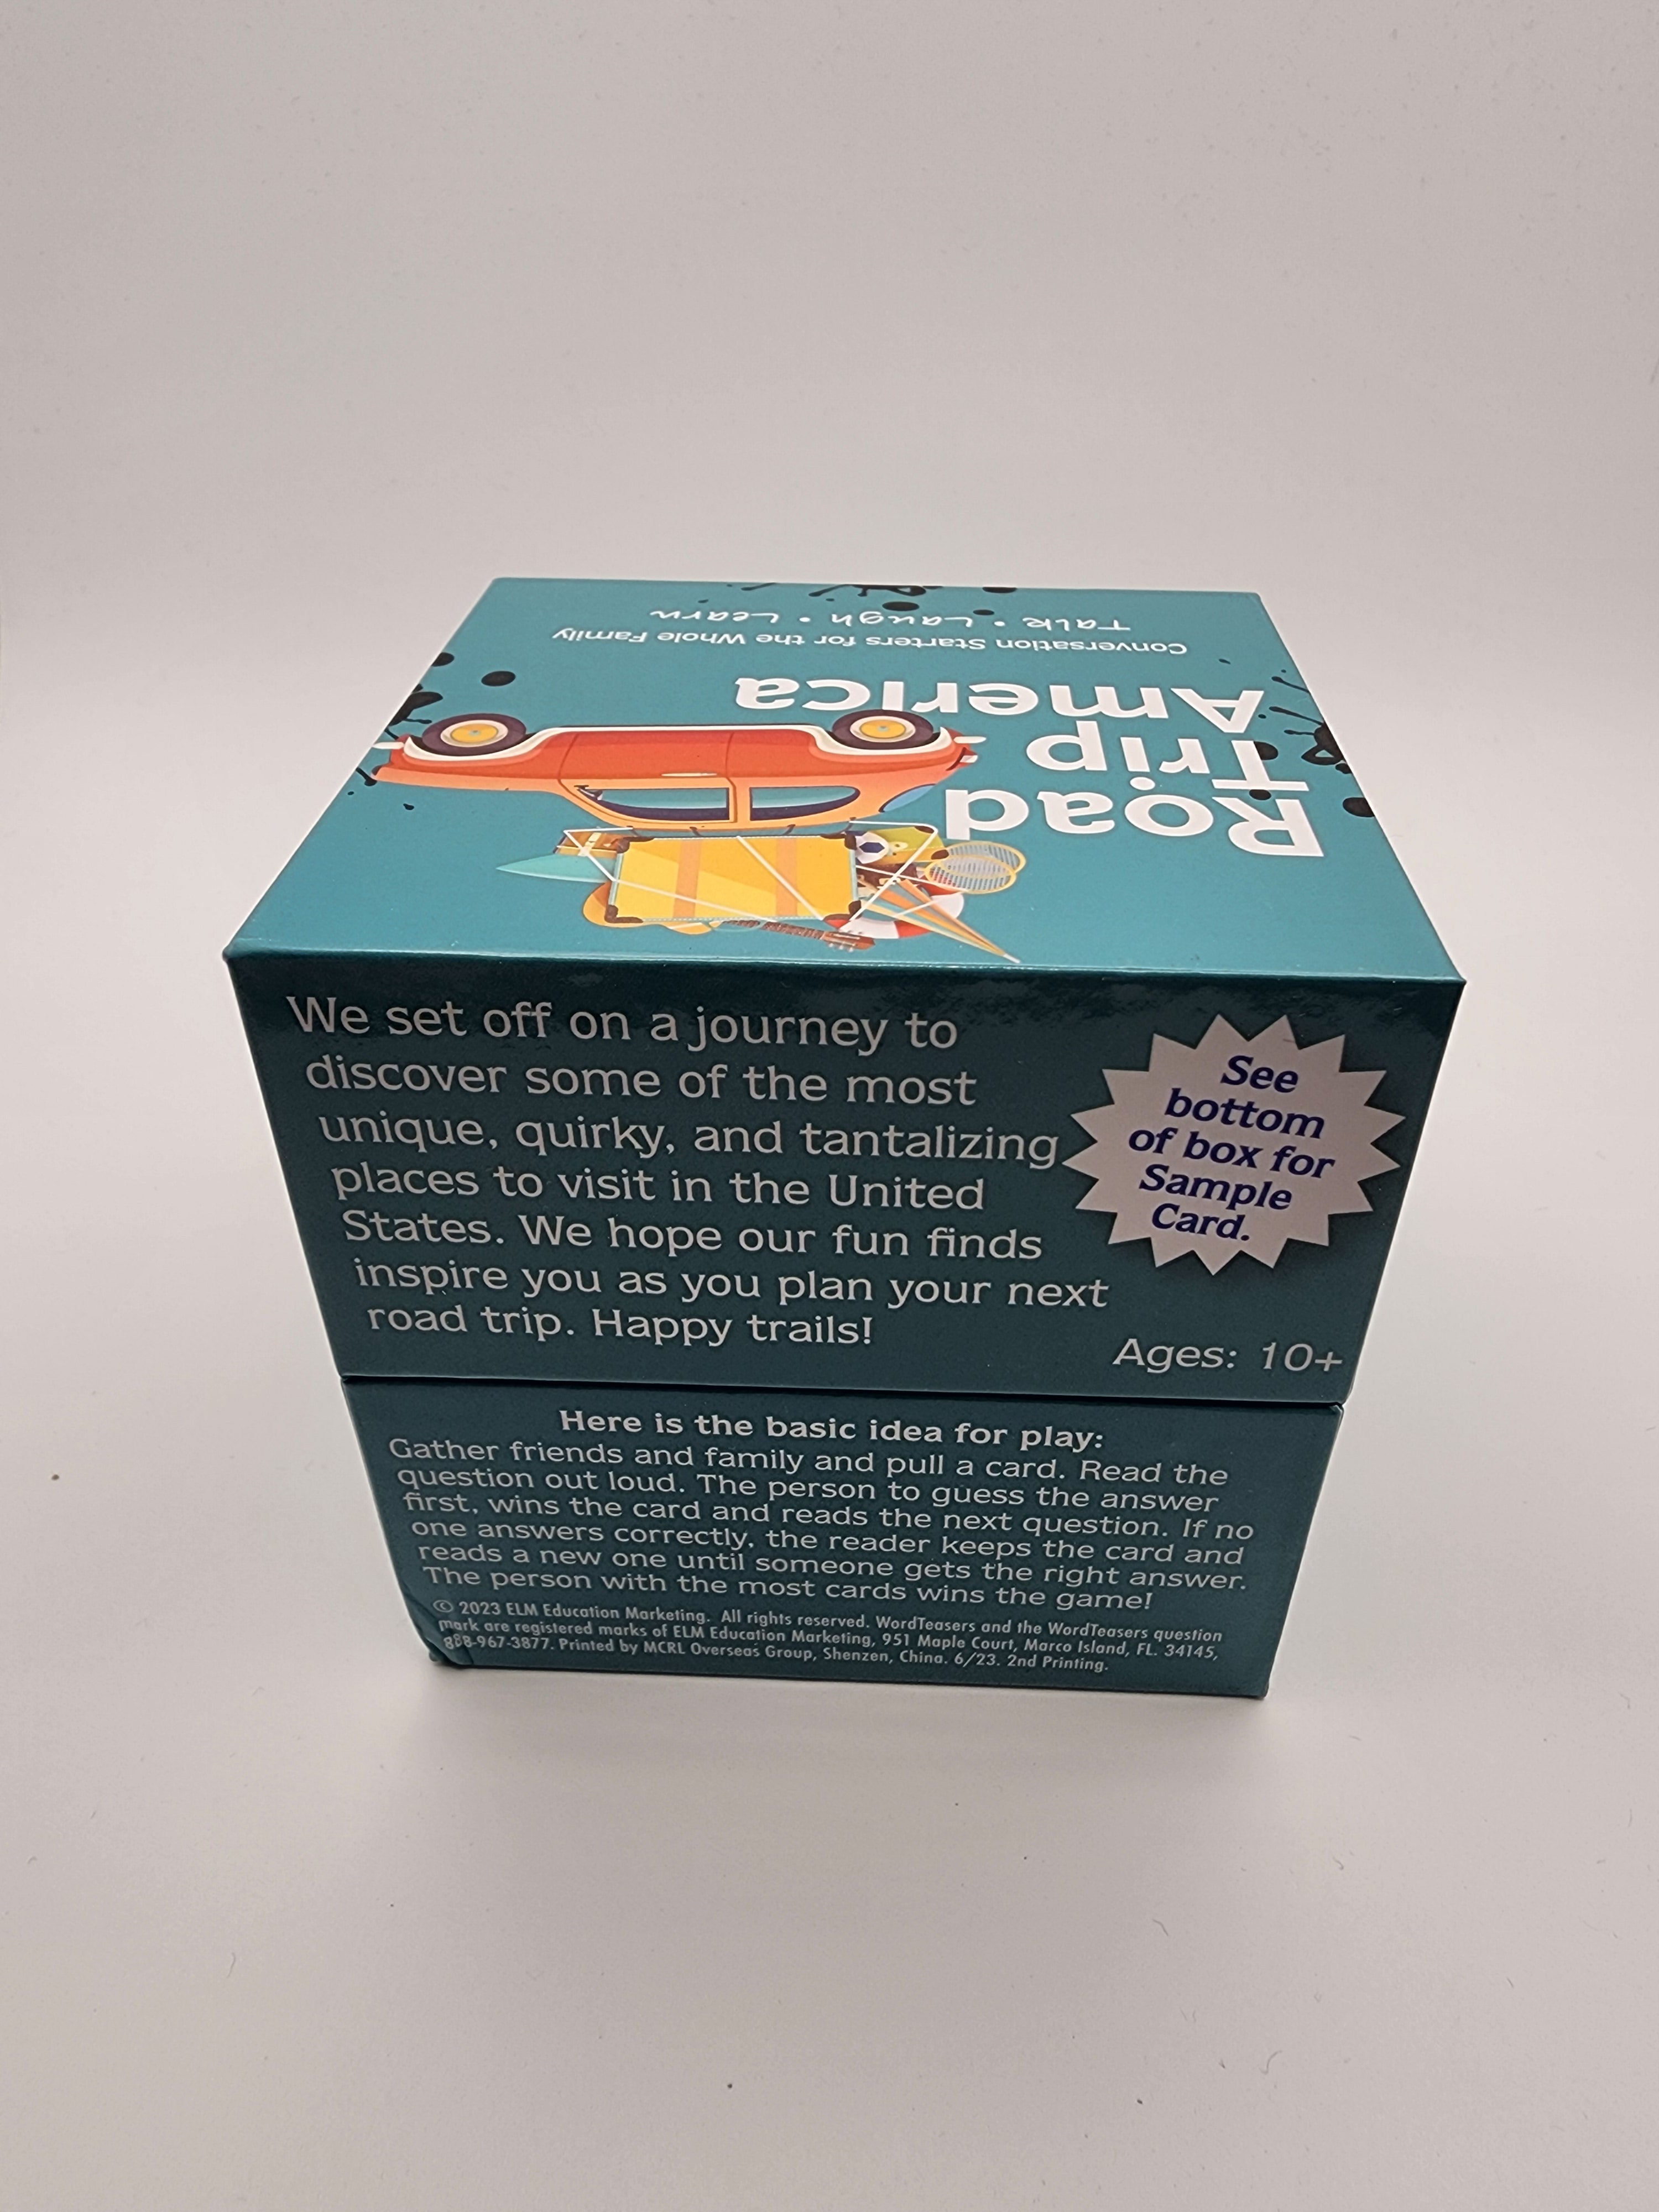 Road
Trip
America
Conversation Starters for the Whole Family
Talk • Laugh • Learn
We set off on a journey to
discover some of the most
unique, quirky, and tantalizing
places to visit in the United
States. We hope our fun finds
inspire you as you plan your next
road trip. Happy trails!
See
bottom
of box for
Sample
Card.
Ages: 10+
Here is the basic idea for play:
Gather friends and family and pull a card. Read the
question out loud. The person to guess the answer
first, wins the card and reads the next question. If no
one answers correctly, the reader keeps the card and
reads a new one until someone gets the right answer.
The person with the most cards wins the game!
© 2023 ELM Education Marketing. All rights reserved. WordTeasers and the WordTeasers question
mark are registered marks of ELM Education Marketing, 951 Maple Court, Marco Island, FL. 34145,
888-967-3877. Printed by MCRL Overseas Group, Shenzen, China. 6/23. 2nd Printing.